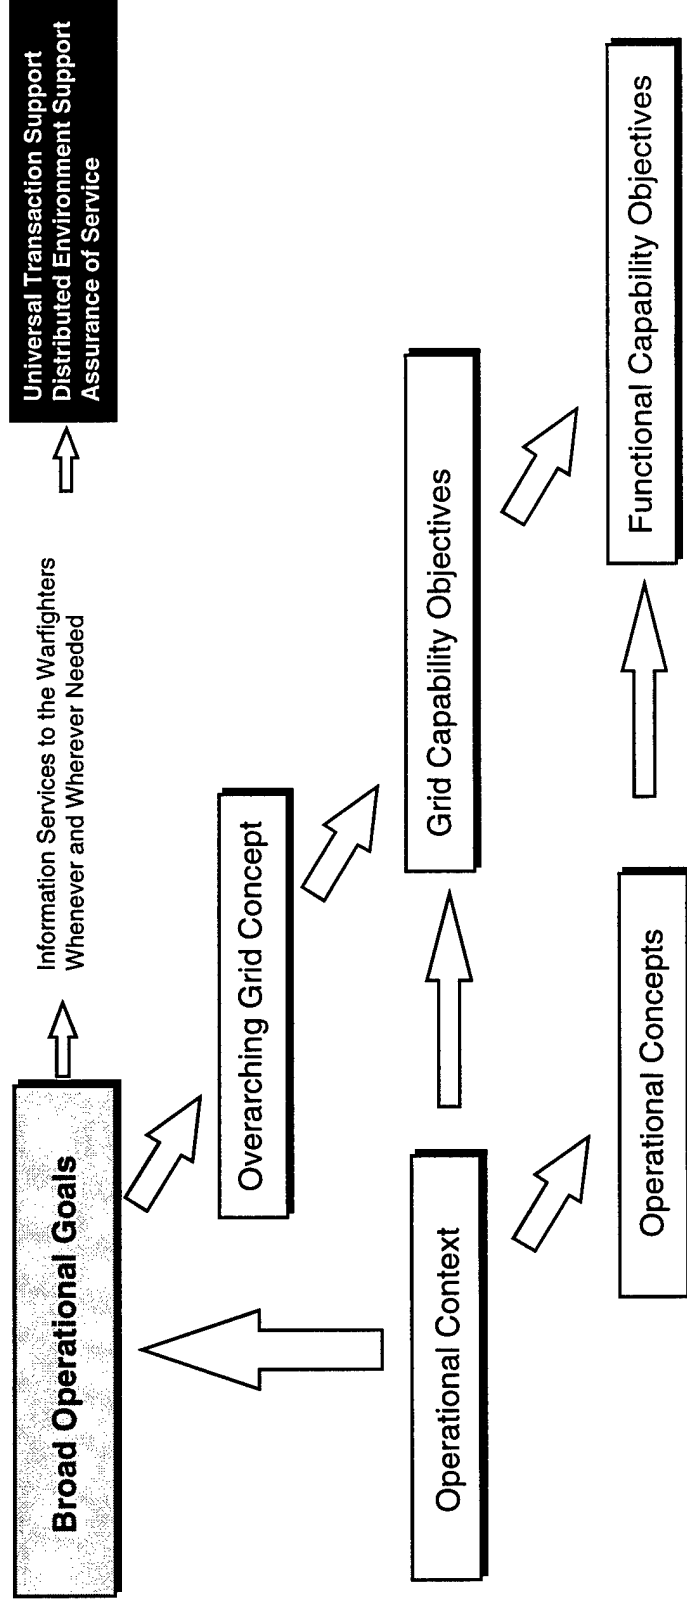 Broad Operational Goals
Information Services to the Warfighters
Whenever and Wherever Needed
Universal Transaction Support
Distributed Environment Support
Assurance of Service
Overarching Grid Concept
Operational Context
Grid Capability Objectives
Operational Concepts
Functional Capability Objectives